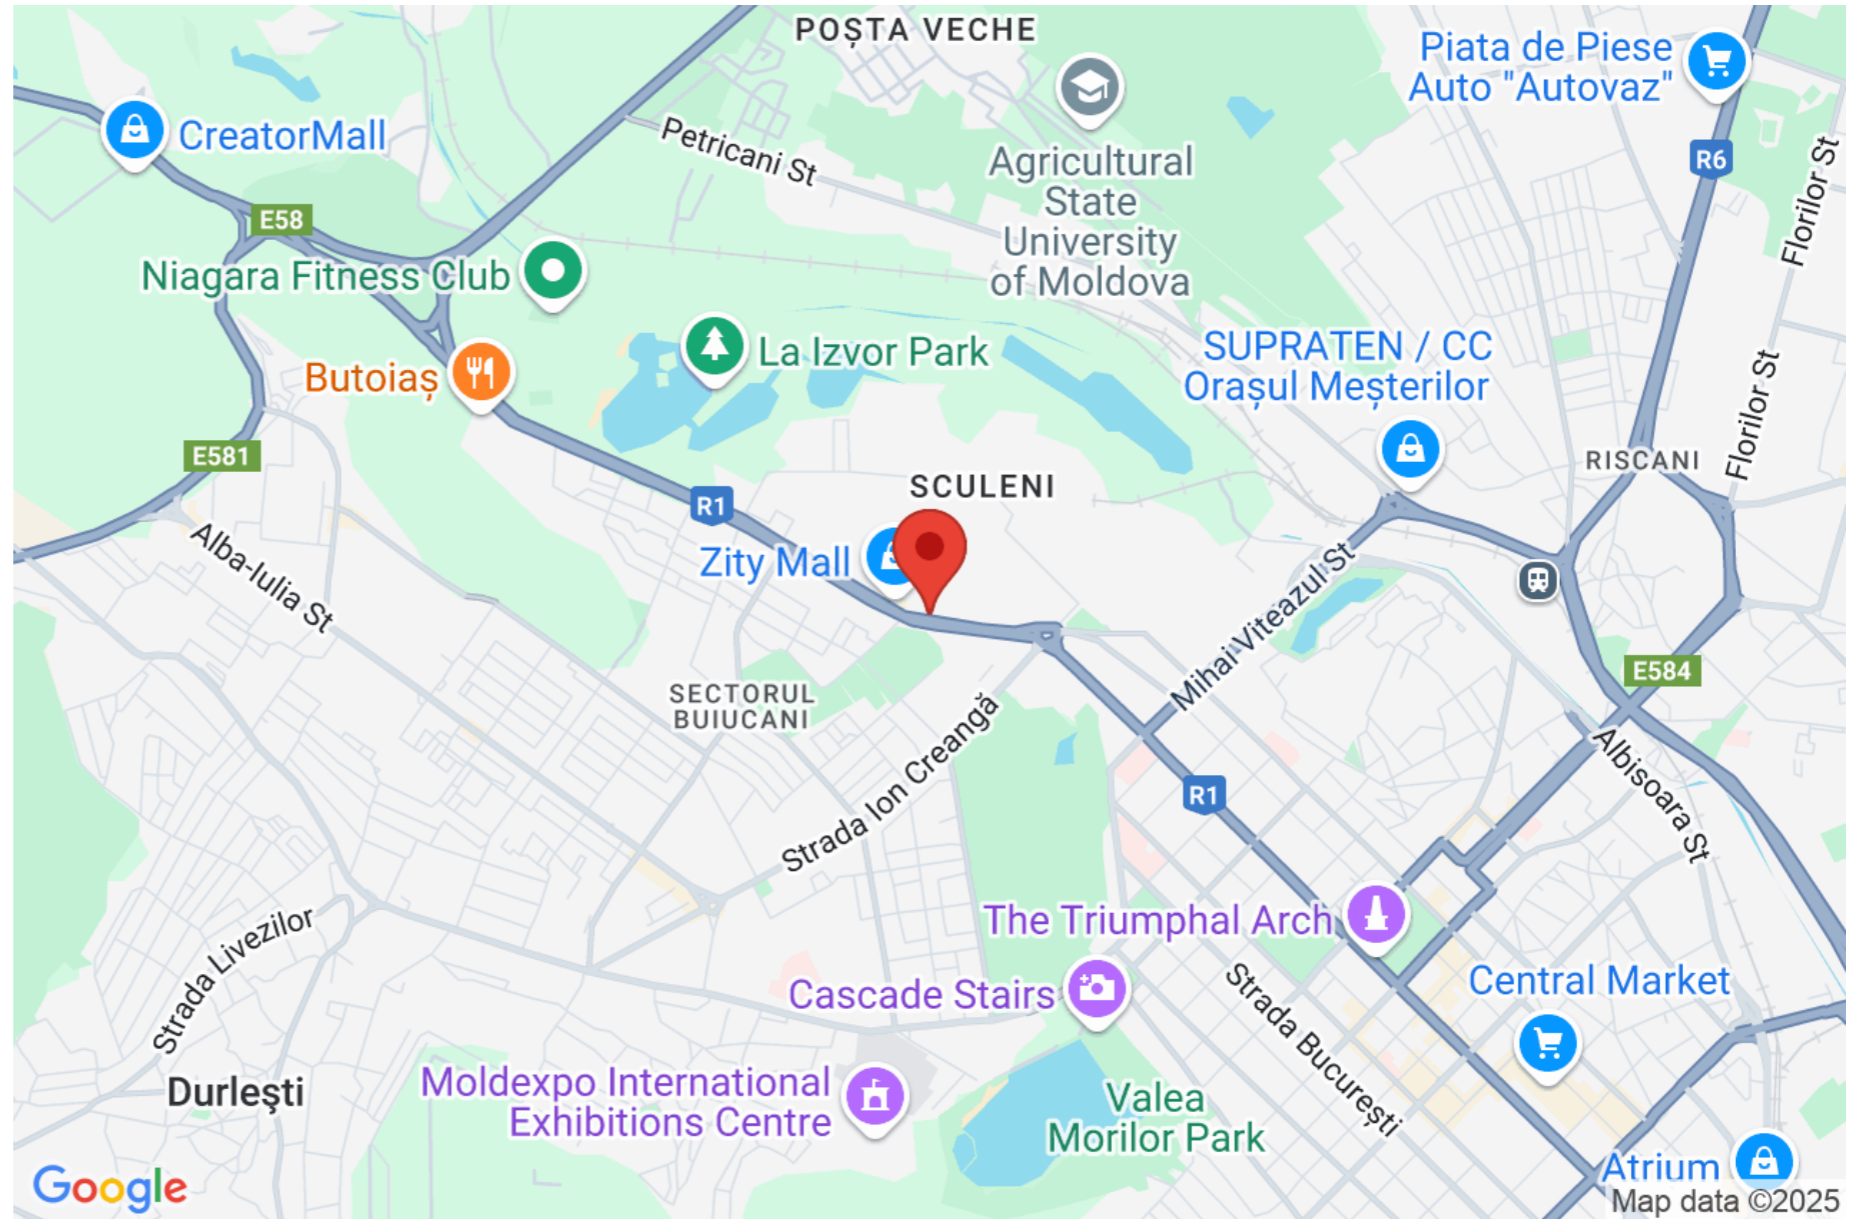 POȘTA VECHE
Piata de Piese
Auto "Autovaz"
CreatorMall
Petricani St
R6
Agricultural
State
University
of Moldova
Florilor St
E58
Niagara Fitness Club
La Izvor Park
SUPRATEN / CC
Orașul Meșterilor
Butoiaș
Florilor St
E581
RISCANI
SCULENI
R1
Alba-Iulia St
Zity Mall
Mihai Viteazul St
E584
SECTORUL
BUIUCANI
Strada Ion Creangă
R1
Albisoara St
The Triumphal Arch
Strada Livezilor
Cascade Stairs
Central Market
Strada București
Durlești
Moldexpo International
Exhibitions Centre
Valea
Morilor Park
Atrium
Google
Map data ©2025